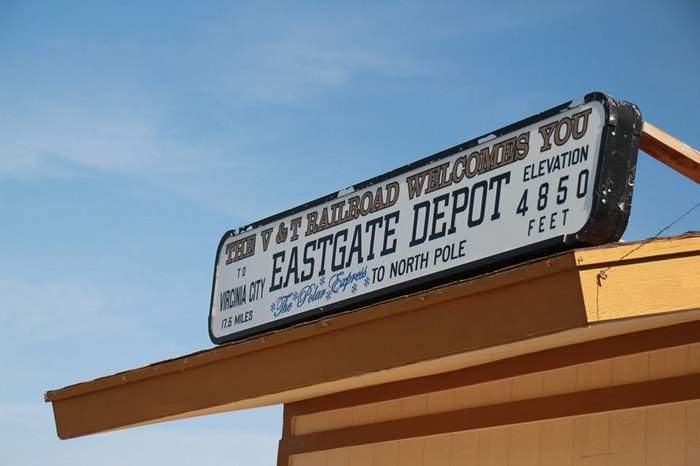 THE V & T RAILROAD WELCOMES YOU
TO
VIRGINIA CITY
17.5 MILES
EASTGATE DEPOT
The Polar Express TO NORTH POLE
ELEVATION
4850
FEET